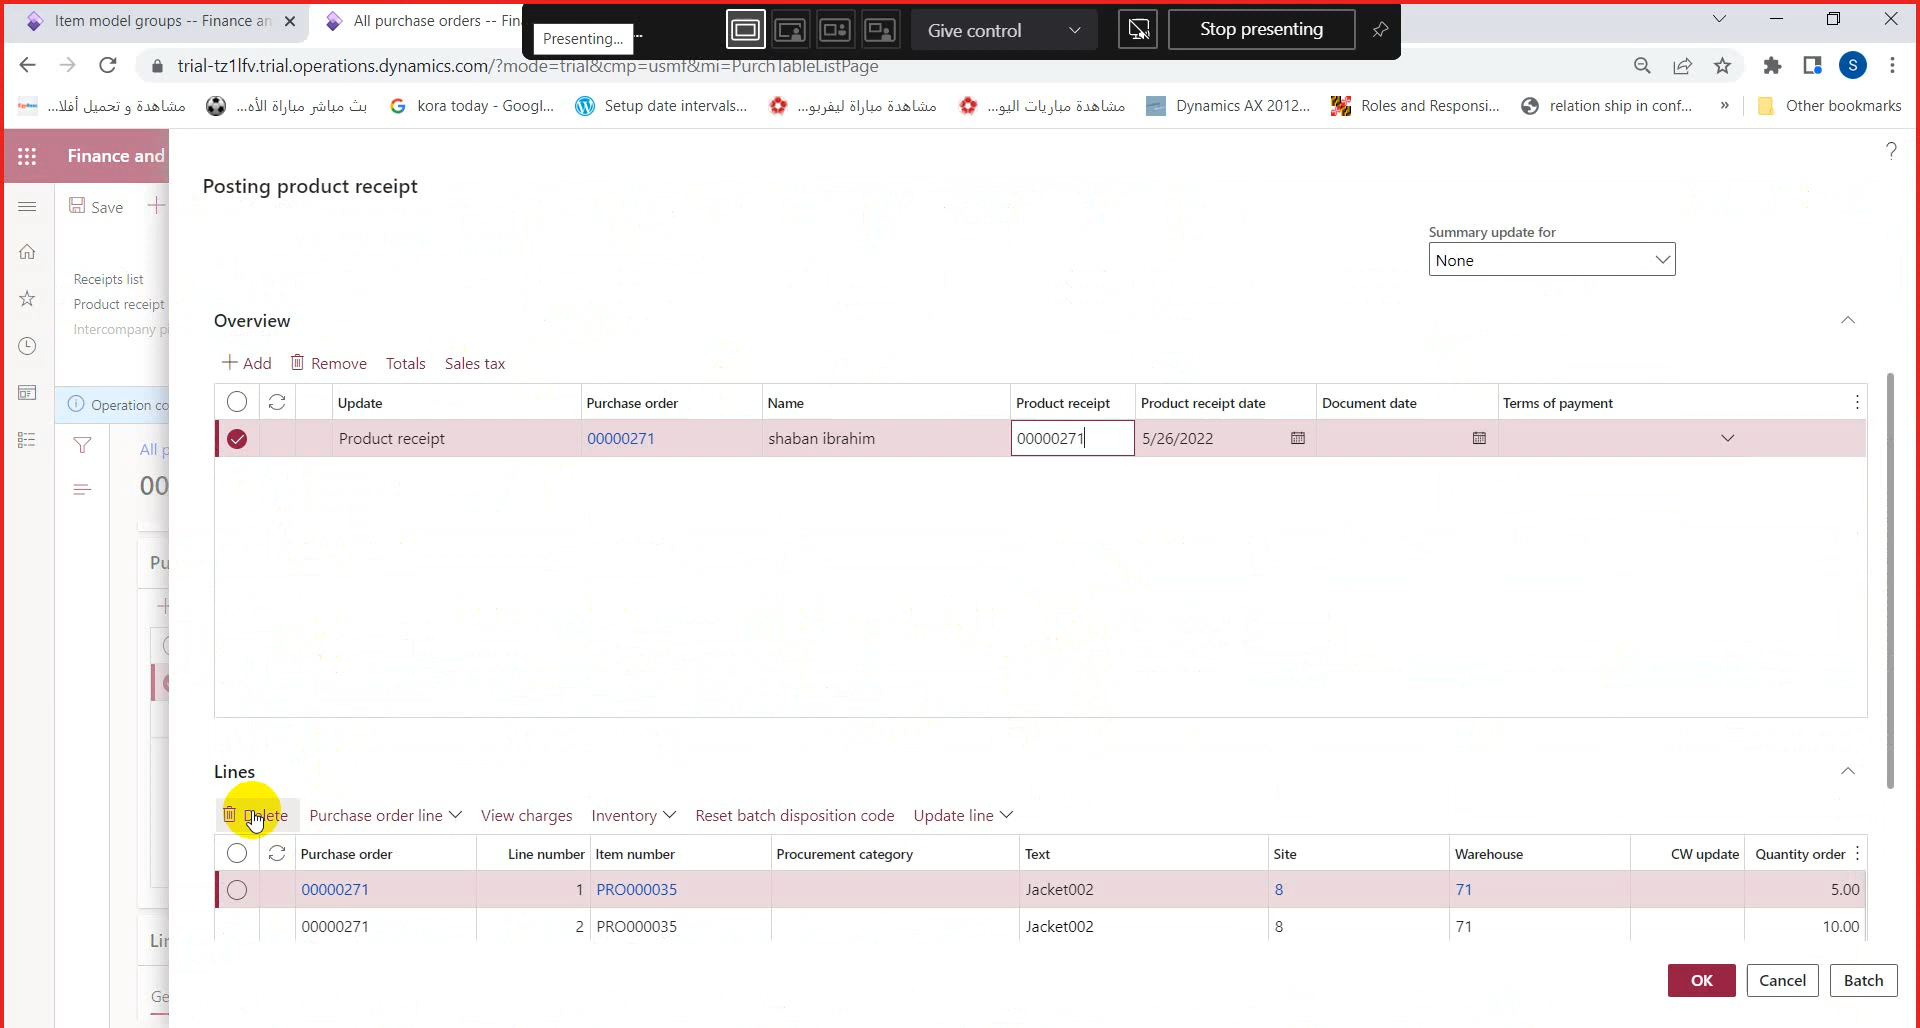 Item model groups -- Finance an
All purchase orders -- Fin
Presenting...
...
Give control
Stop presenting
trial-tz1lfv.trial.operations.dynamics.com/?mode=trial&cmp=usmf&mi=PurchTableListPage
S
مشاهدة و تحميل أفلا...
بث مباشر مباراة الأه...
kora today - Googl...
Setup date intervals...
مشاهدة مباراة ليفربو...
مشاهدة مباريات اليو...
Dynamics AX 2012...
Roles and Responsi...
relation ship in conf...
»
Other bookmarks
Finance and
?
Save
Posting product receipt
Summary update for
None
Receipts list
Product receipt
Intercompany p
Overview
Add
Remove
Totals
Sales tax
Operation co
Update
Purchase order
Name
Product receipt
Product receipt date
Document date
Terms of payment
Product receipt
00000271
shaban ibrahim
00000271
5/26/2022
All p
00
Pu
Lines
Delete
Purchase order line
View charges
Inventory
Reset batch disposition code
Update line
Purchase order
Line number
Item number
Procurement category
Text
Site
Warehouse
CW update
Quantity order
00000271
1
PRO000035
Jacket002
8
71
5.00
00000271
2
PRO000035
Jacket002
8
71
10.00
Lin
Ge
OK
Cancel
Batch